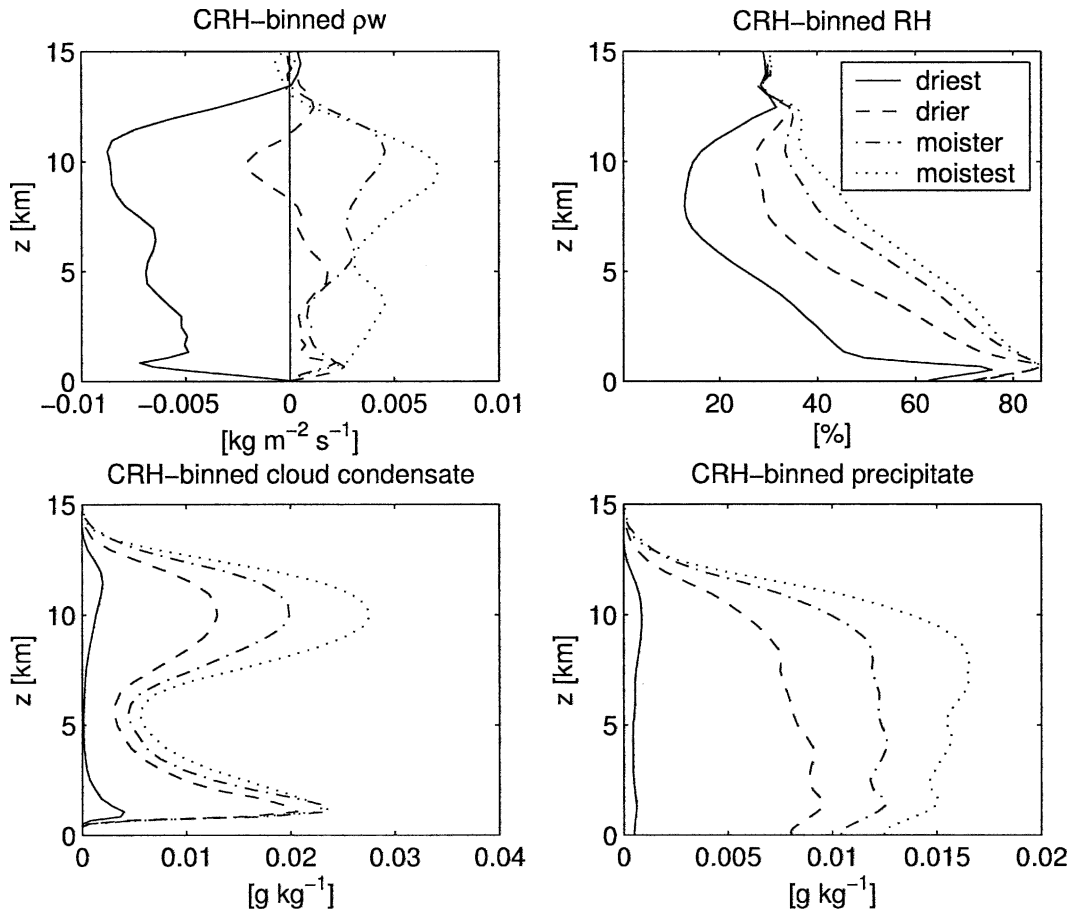 CRH−binned ρw
15
10
5
0
z [km]
−0.01 −0.005 0 0.005 0.01
[kg m⁻² s⁻¹]
CRH−binned RH
15
10
5
0
z [km]
20 40 60 80
[%]
driest
drier
moister
moistest
CRH−binned cloud condensate
15
10
5
0
z [km]
0 0.01 0.02 0.03 0.04
[g kg⁻¹]
CRH−binned precipitate
15
10
5
0
z [km]
0 0.005 0.01 0.015 0.02
[g kg⁻¹]